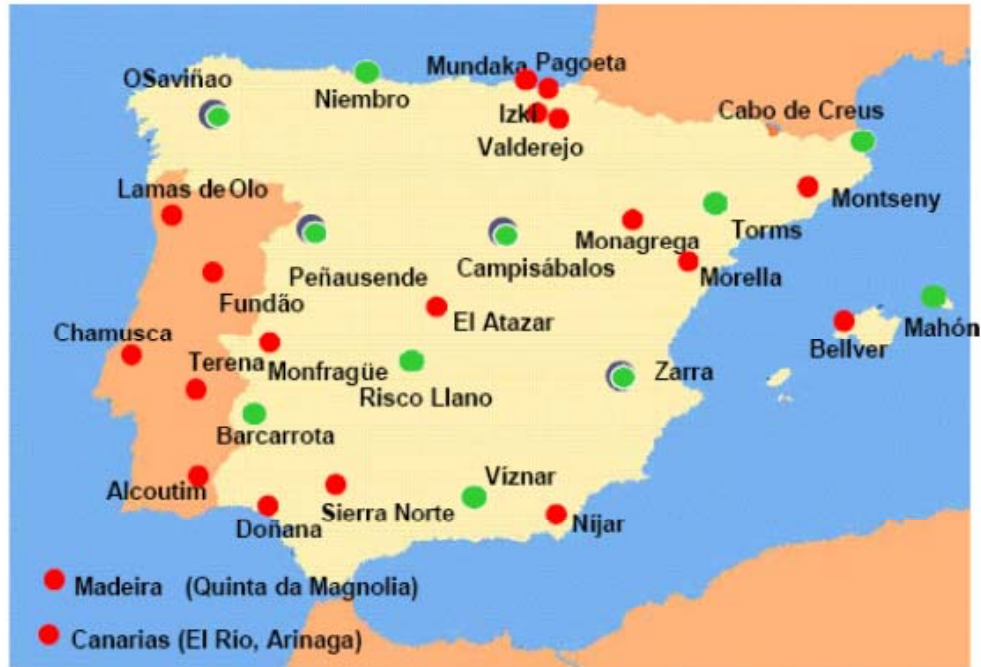 Mundaka Pagoeta
OSaviñao
Niembro
Izki
Cabo de Creus
Valderejo
Lamas de Olo
Montseny
Torms
Monagrega
Campisábalos
Peñausende
Morella
Fundão
El Atazar
Chamusca
Mahón
Bellver
Terena
Monfragüe
Zarra
Risco Llano
Barcarrota
Víznar
Alcoutim
Sierra Norte
Doñana
Níjar
Madeira (Quinta da Magnolia)
Canarias (El Río, Arinaga)